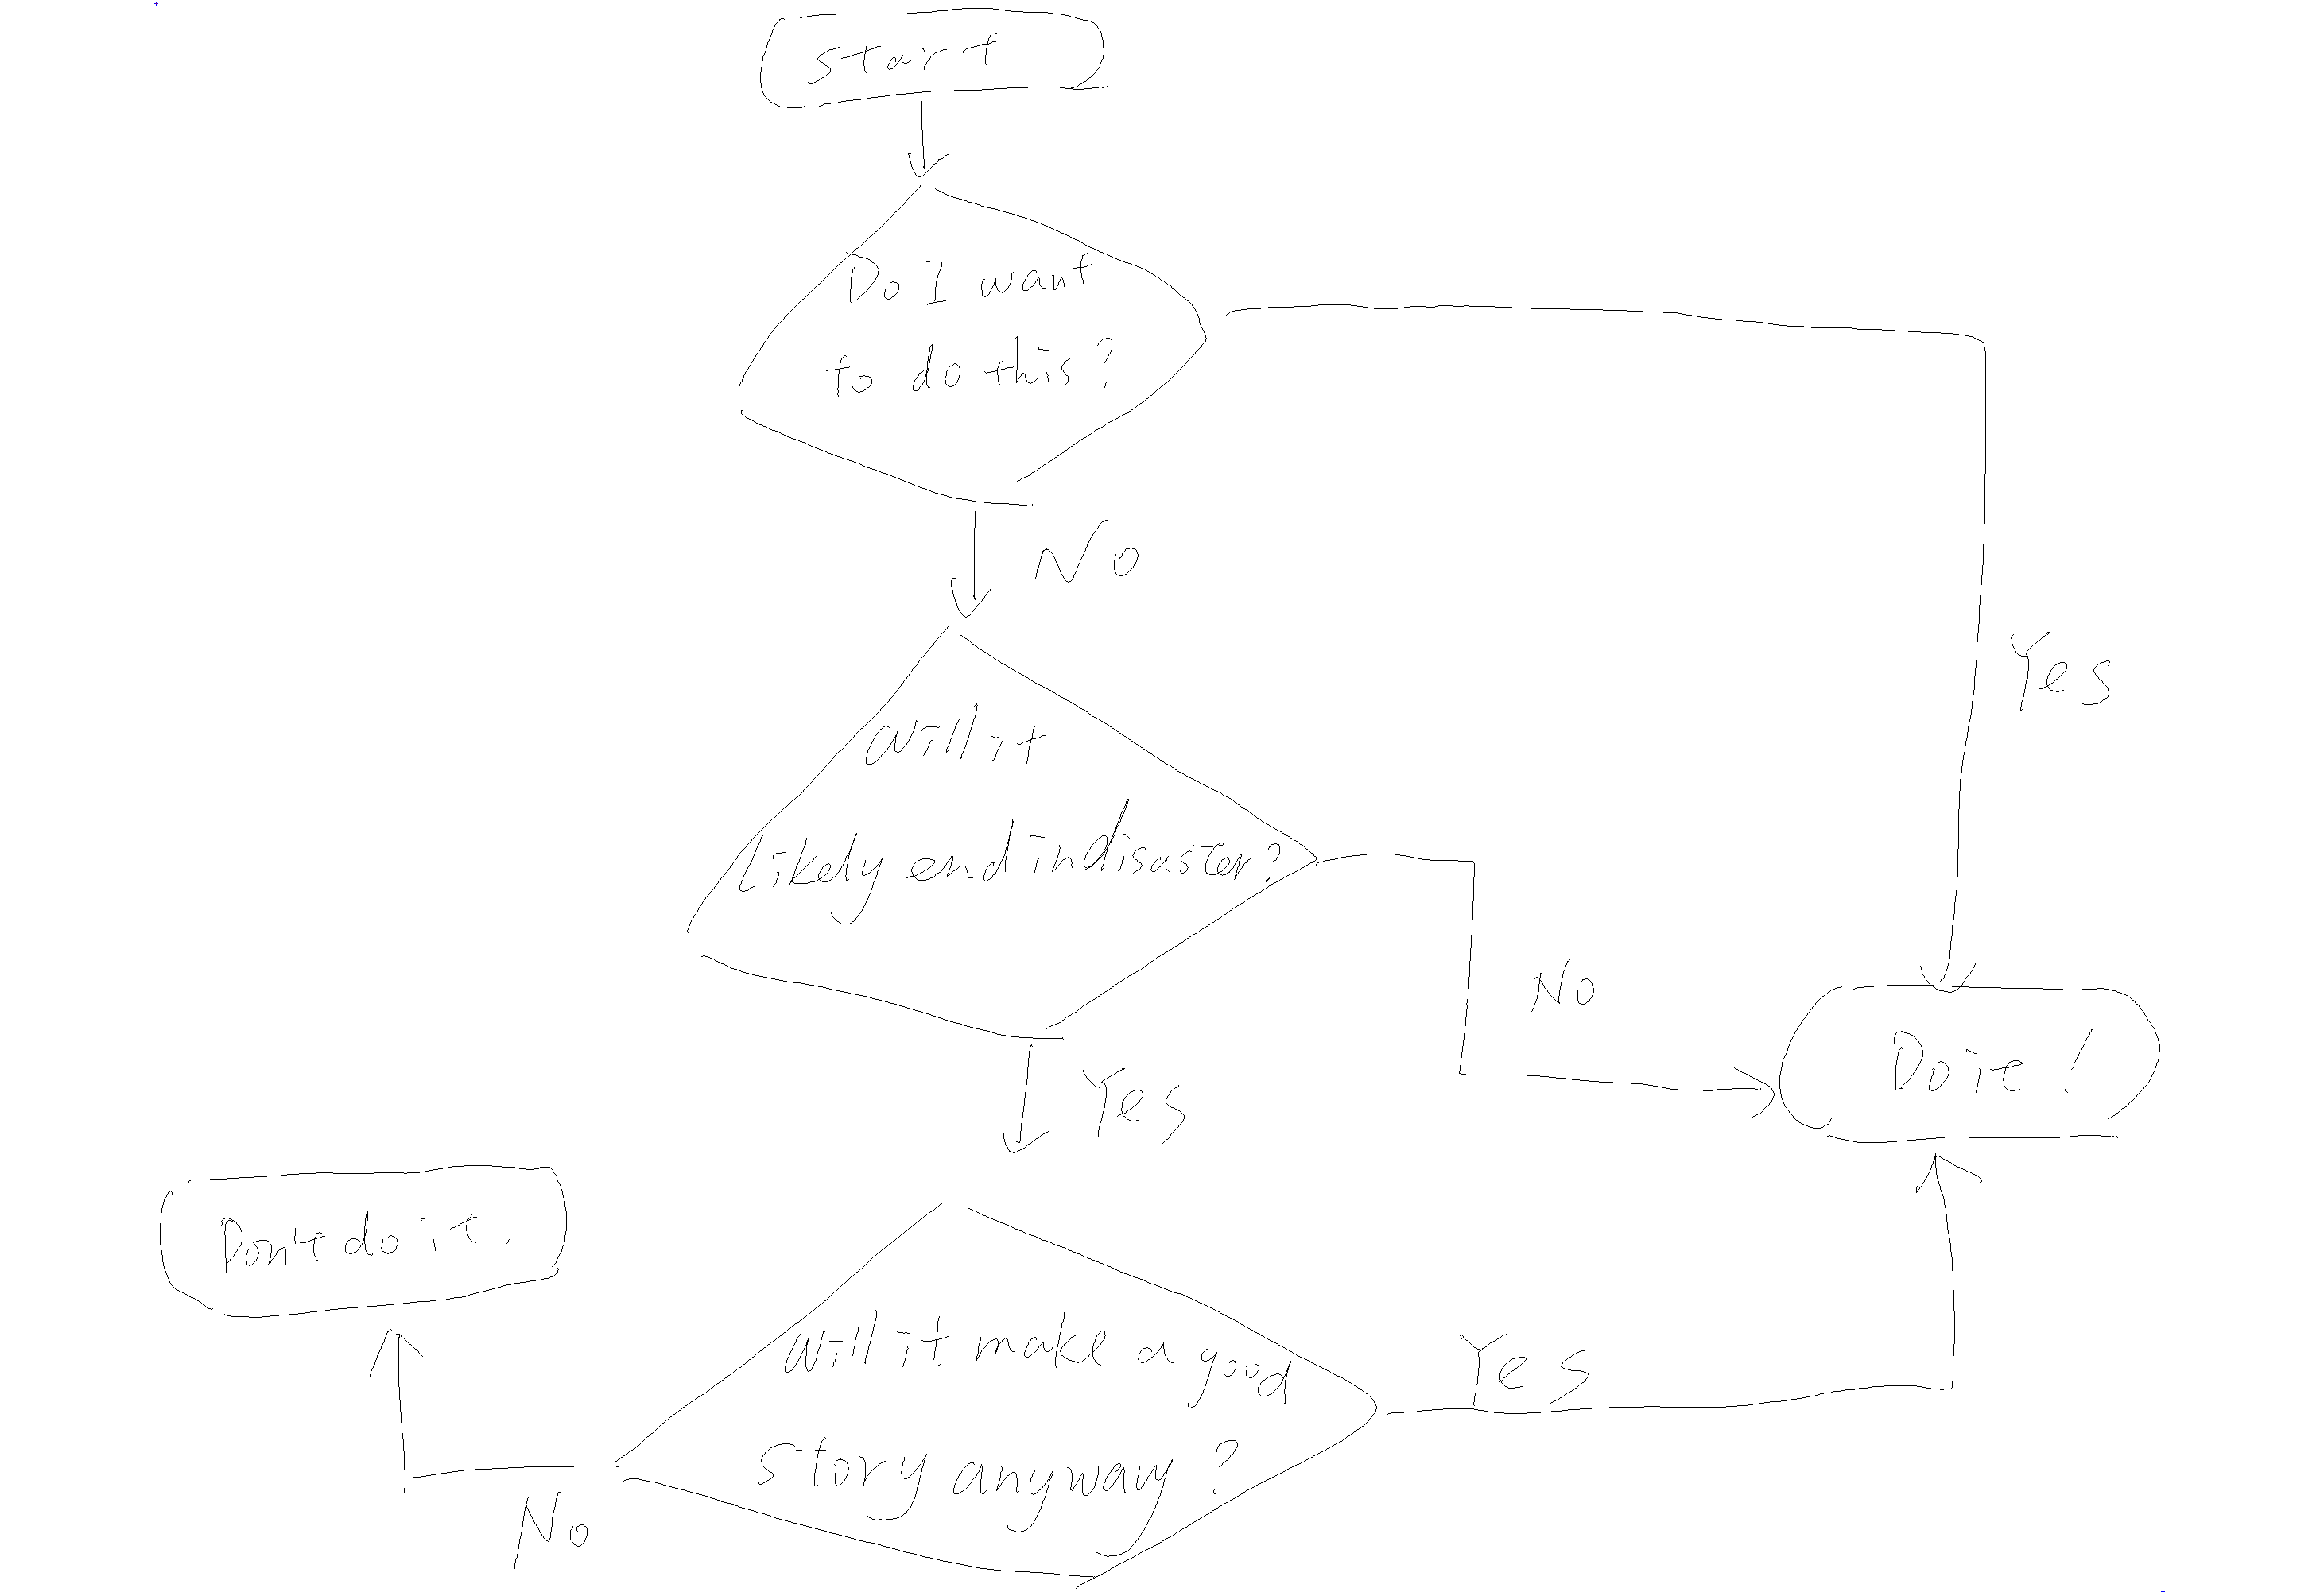 start
Do I want
to do this?
No
Yes
Will it
likely end in disaster?
No
Yes
Do it!
Don't do it.
Will it make a good
story anyway?
Yes
No